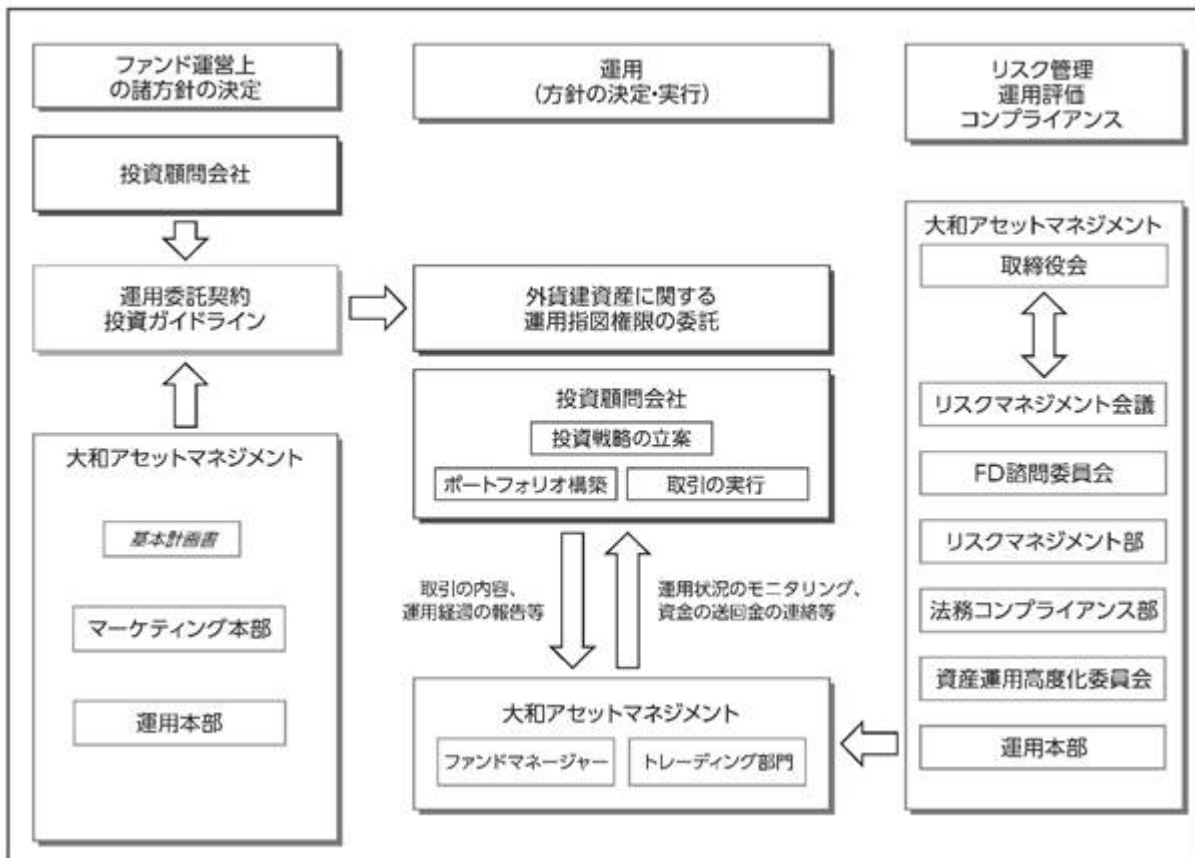 ファンド運営上
の諸方針の決定
投資顧問会社
運用委託契約
投資ガイドライン
大和アセットマネジメント
基本計画書
マーケティング本部
運用本部
運用
(方針の決定・実行)
外貨建資産に関する
運用指図権限の委託
投資顧問会社
投資戦略の立案
ポートフォリオ構築
取引の実行
取引の内容、
運用経過の報告等
運用状況のモニタリング、
資金の送回金の連絡等
大和アセットマネジメント
ファンドマネージャー
トレーディング部門
リスク管理
運用評価
コンプライアンス
大和アセットマネジメント
取締役会
リスクマネジメント会議
FD諮問委員会
リスクマネジメント部
法務コンプライアンス部
資産運用高度化委員会
運用本部